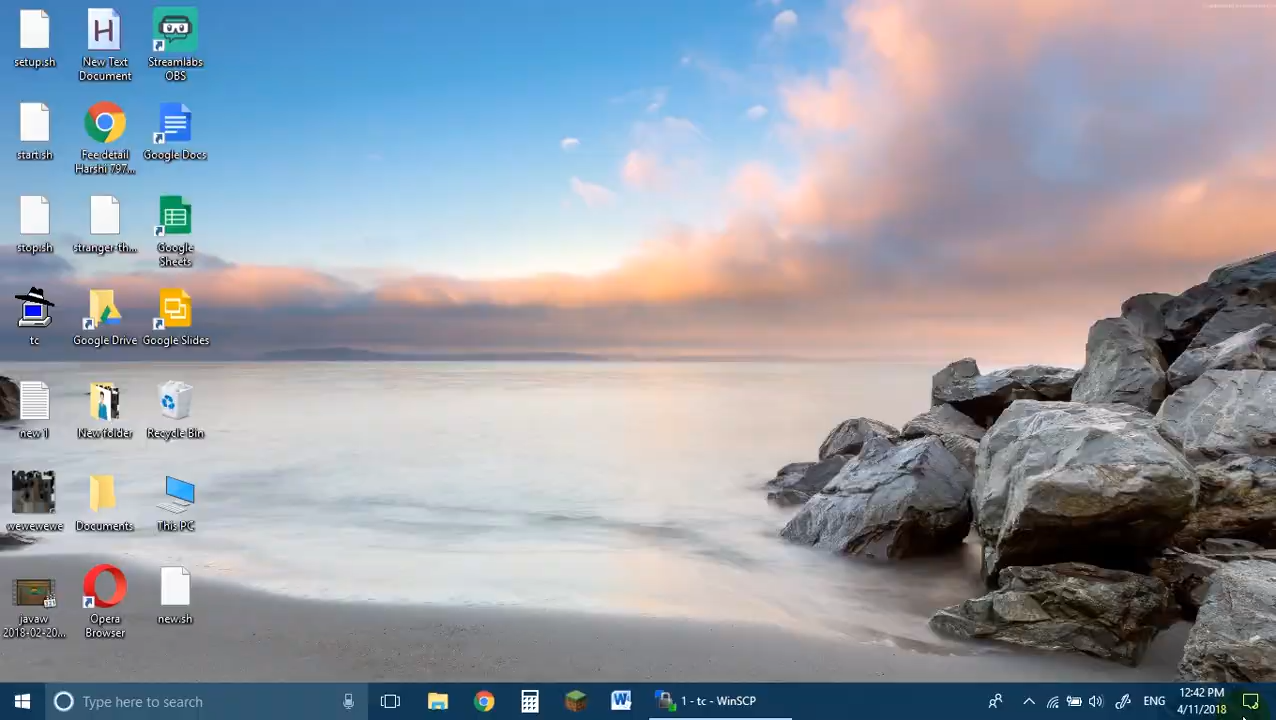 setup.sh
New Text
Document
Streamlabs
OBS
start.sh
Fee detail
Harshi 797...
Google Docs
stop.sh
stranger-th...
Google
Sheets
tc
Google Drive
Google Slides
new 1
New folder
Recycle Bin
wewewewe
Documents
This PC
javaw
2018-02-20...
Opera
Browser
new.sh
Type here to search
1 - tc - WinSCP
ENG
12:42 PM
4/11/2018